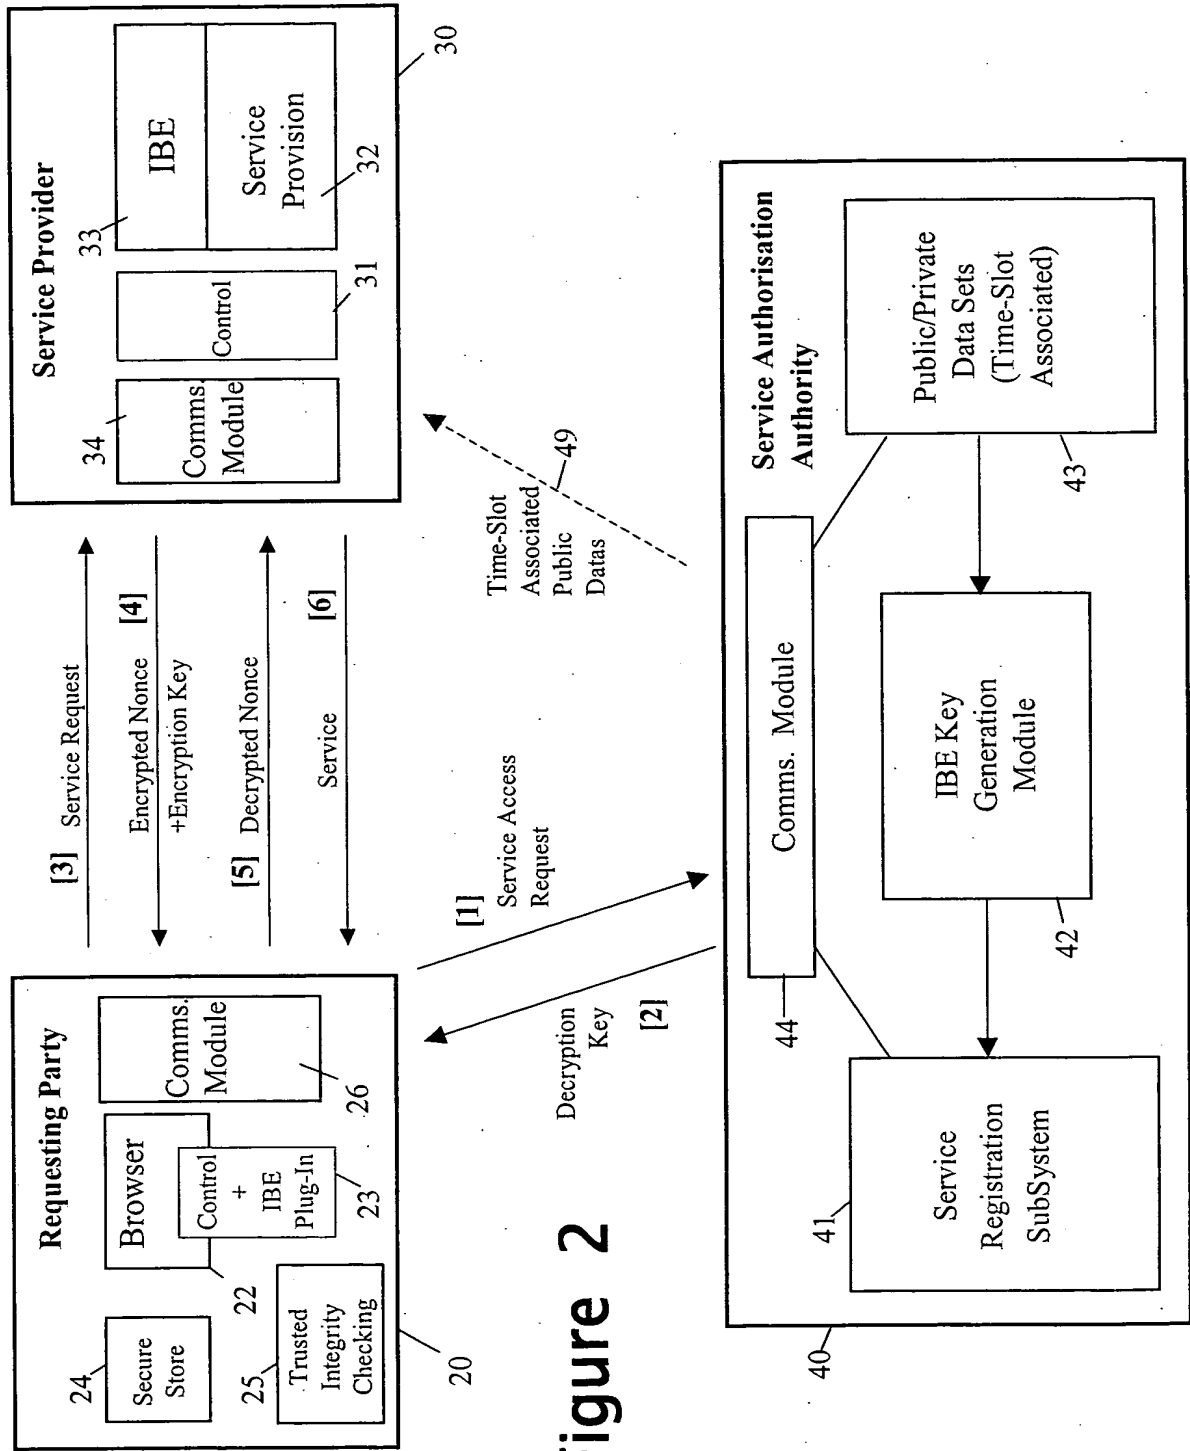 Requesting Party
24
Secure
Store
25
Trusted
Integrity
Checking
22
Browser
Control
+
IBE
Plug-In
23
Comms.
Module
26
20
[3] Service Request
Encrypted Nonce [4]
+Encryption Key
[5] Decrypted Nonce
Service [6]
Service Provider
34
Comms.
Module
Control
31
33
IBE
Service
Provision
32
30
Decryption
Key
[2]
[1]
Service Access
Request
Time-Slot
Associated
Public
Datas
49
Service Authorisation
Authority
44
Comms. Module
41
Service
Registration
SubSystem
IBE Key
Generation
Module
42
Public/Private
Data Sets
(Time-Slot
Associated)
43
40
Figure 2